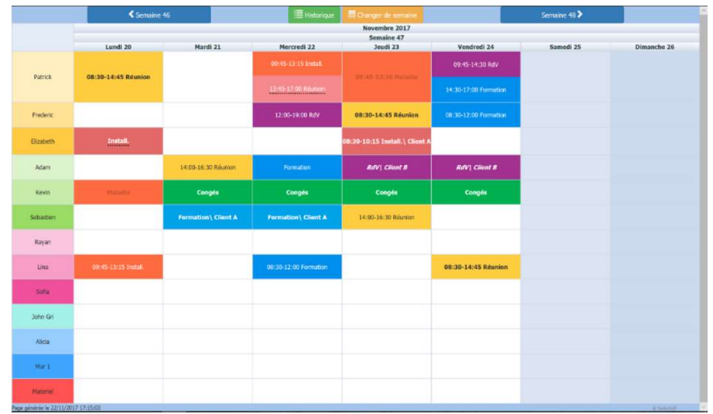 Semaine 46
Historique
Changer de semaine
Semaine 48
Novembre 2017
Semaine 47
Lundi 20 Mardi 21 Mercredi 22 Jeudi 23 Vendredi 24 Samedi 25 Dimanche 26
Patrick
08:30-14:45 Réunion
09:45-13:15 Install.
13:45-17:00 Réunion
Maladie
09:45-14:30 RdV
14:30-17:00 Formation
Frederic
12:00-19:00 RdV
08:30-14:45 Réunion
08:30-12:00 Formation
Elizabeth
Install.
08:30-10:15 Install.\ Client A
Adam
14:00-16:30 Réunion
Formation
RdV\ Client B
RdV\ Client B
Kevin
Maladie
Congés
Congés
Congés
Congés
Sebastien
Formation\ Client A
Formation\ Client A
14:00-16:30 Réunion
Rayan
Lina
09:45-13:15 Install.
08:30-12:00 Formation
08:30-14:45 Réunion
Sofia
John Gri
Alicia
Mur 1
Materiel
Page générée le 22/11/2017 17:15:03